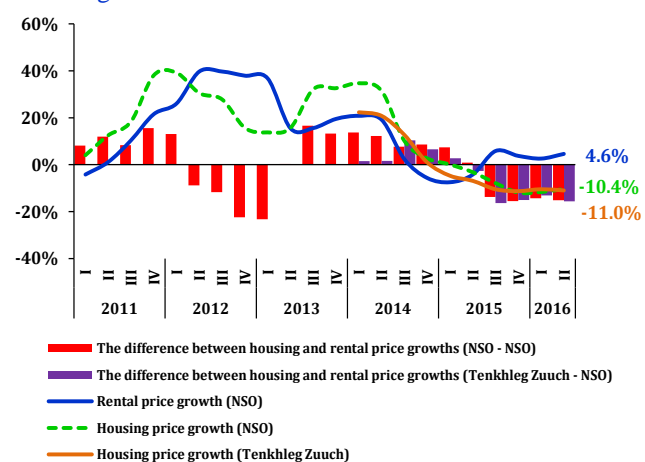 60%
40%
20%
0%
-20%
-40%
4.6%
-10.4%
-11.0%
I II III IV I II III IV I II III IV I II III IV I II III IV I II
2011 2012 2013 2014 2015 2016
The difference between housing and rental price growths (NSO - NSO)
The difference between housing and rental price growths (Tenkhleg Zuuch - NSO)
Rental price growth (NSO)
Housing price growth (NSO)
Housing price growth (Tenkhleg Zuuch)